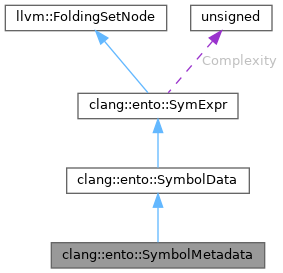 llvm::FoldingSetNode
unsigned
Complexity
clang::ento::SymExpr
clang::ento::SymbolData
clang::ento::SymbolMetadata